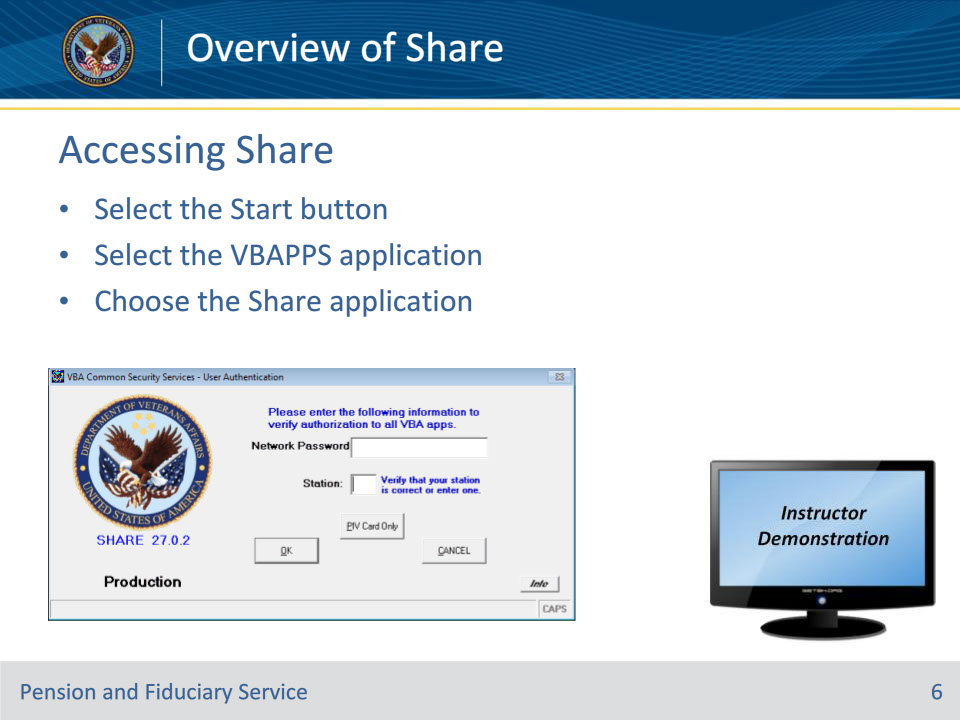 Overview of Share
Accessing Share
• Select the Start button
• Select the VBAPPS application
• Choose the Share application
VBA Common Security Services - User Authentication
DEPARTMENT OF VETERANS AFFAIRS
UNITED STATES OF AMERICA
Please enter the following information to
verify authorization to all VBA apps.
Network Password
Station:
Verify that your station
is correct or enter one.
PIV Card Only
SHARE 27.0.2
OK
CANCEL
Production
Info
CAPS
Instructor
Demonstration
Pension and Fiduciary Service
6